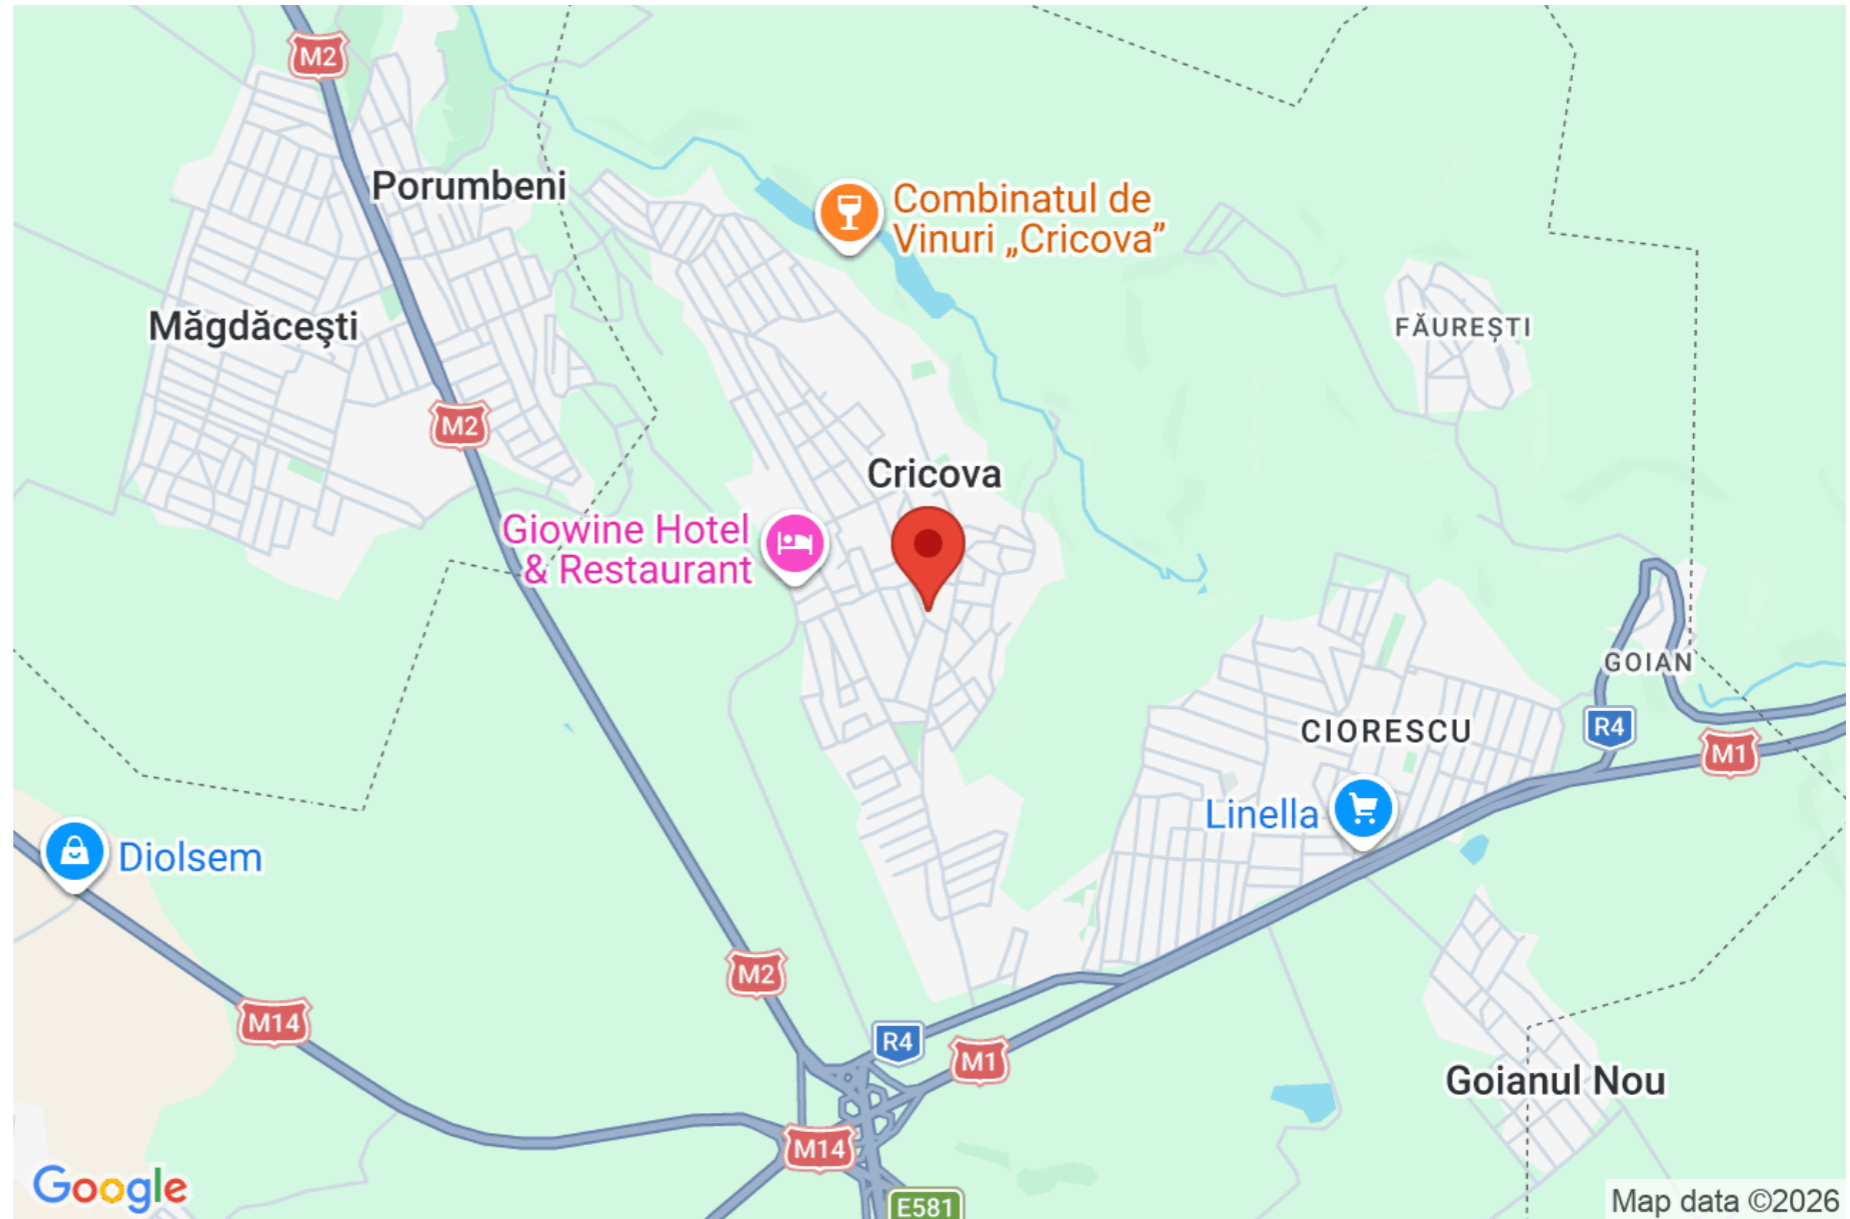 M2
Porumbeni
Combinatul de
Vinuri „Cricova”
Măgdăceşti
FĂUREȘTI
M2
Cricova
Giowine Hotel
& Restaurant
GOIAN
CIORESCU
R4
M1
Linella
Diolsem
M2
M14
R4
M1
Goianul Nou
M14
Google
E581
Map data ©2026